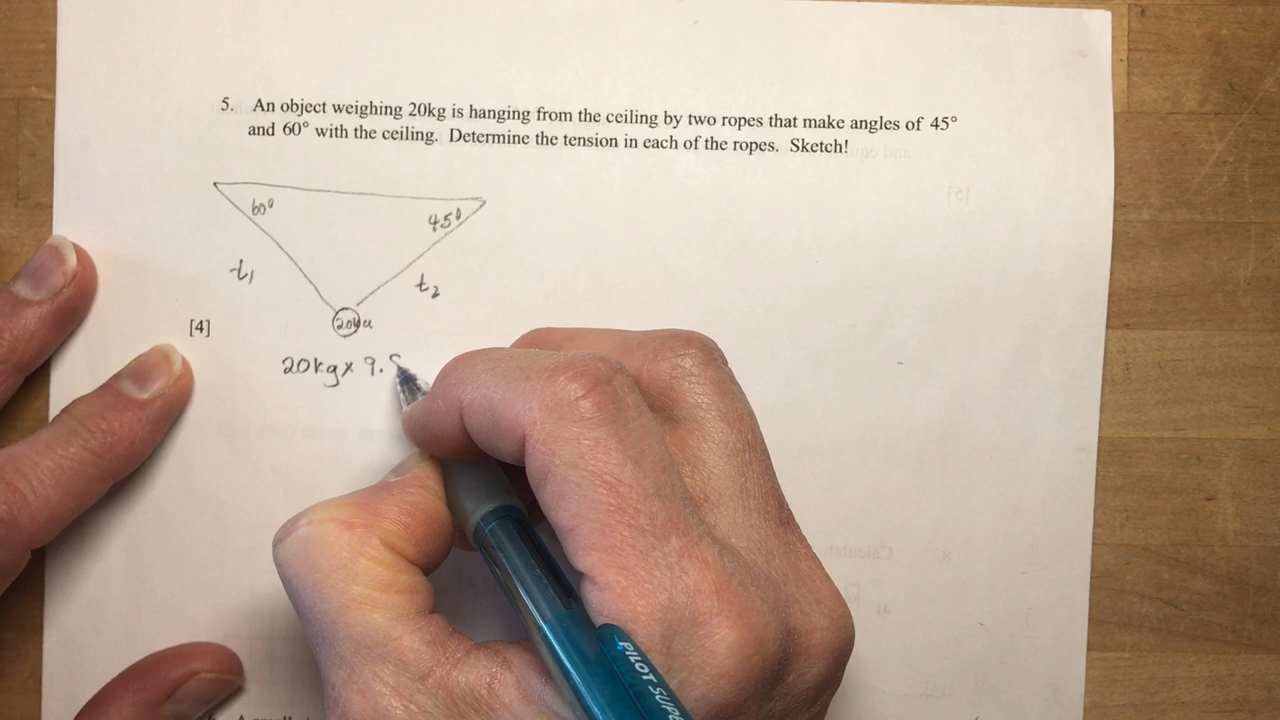 5. An object weighing 20kg is hanging from the ceiling by two ropes that make angles of 45°
and 60° with the ceiling. Determine the tension in each of the ropes. Sketch!
60°
45°
t₁
t₂
[4]
20kg
20kg x 9.
PILOT SUPE